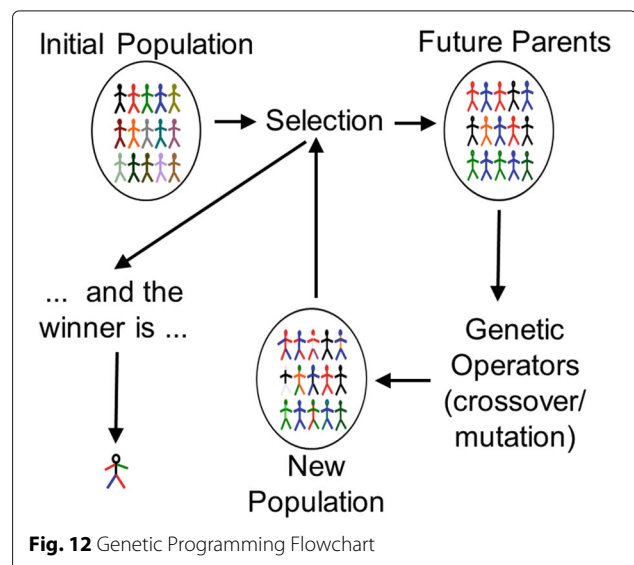 Initial Population
Future Parents
Selection
... and the
winner is ...
Genetic
Operators
(crossover/
mutation)
New
Population
Fig. 12 Genetic Programming Flowchart